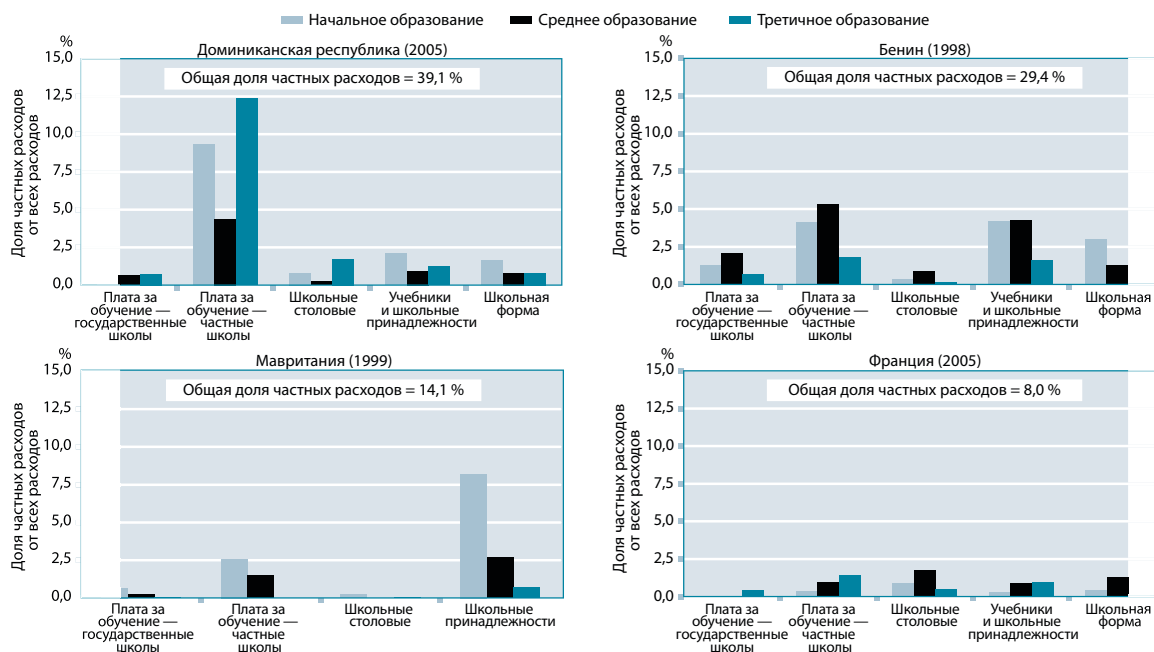 Начальное образование Среднее образование Третичное образование
Доминиканская республика (2005)
%
Общая доля частных расходов = 39,1 %
Доля частных расходов
от всех расходов
15,0
12,5
10,0
7,5
5,0
2,5
0,0
Плата за
обучение —
государственные
школы
Плата за
обучение —
частные
школы
Школьные
столовые
Учебники
и школьные
принадлежности
Школьная
форма
Бенин (1998)
%
Общая доля частных расходов = 29,4 %
Доля частных расходов
от всех расходов
15,0
12,5
10,0
7,5
5,0
2,5
0,0
Плата за
обучение —
государственные
школы
Плата за
обучение —
частные
школы
Школьные
столовые
Учебники
и школьные
принадлежности
Школьная
форма
Мавритания (1999)
%
Общая доля частных расходов = 14,1 %
Доля частных расходов
от всех расходов
15,0
12,5
10,0
7,5
5,0
2,5
0,0
Плата за
обучение —
государственные
школы
Плата за
обучение —
частные
школы
Школьные
столовые
Школьные
принадлежности
Франция (2005)
%
Общая доля частных расходов = 8,0 %
Доля частных расходов
от всех расходов
15,0
12,5
10,0
7,5
5,0
2,5
0,0
Плата за
обучение —
государственные
школы
Плата за
обучение —
частные
школы
Школьные
столовые
Учебники
и школьные
принадлежности
Школьная
форма